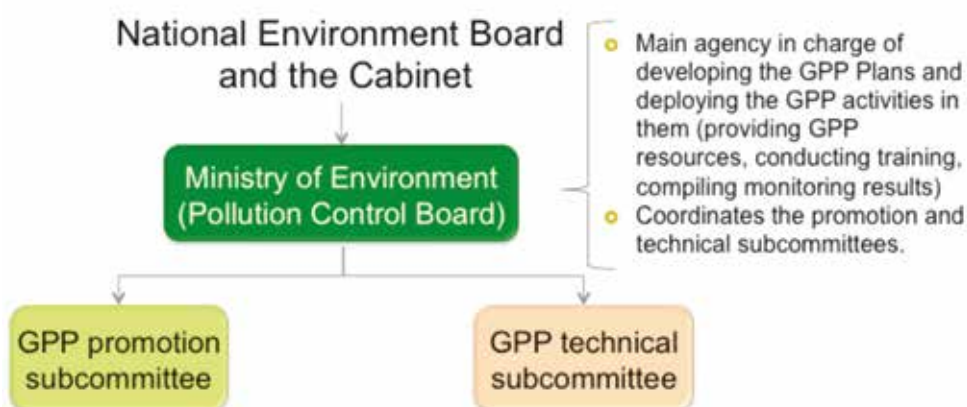 National Environment Board
and the Cabinet
Ministry of Environment
(Pollution Control Board)
Main agency in charge of
developing the GPP Plans and
deploying the GPP activities in
them (providing GPP
resources, conducting training,
compiling monitoring results)
Coordinates the promotion and
technical subcommittees.
GPP promotion
subcommittee
GPP technical
subcommittee